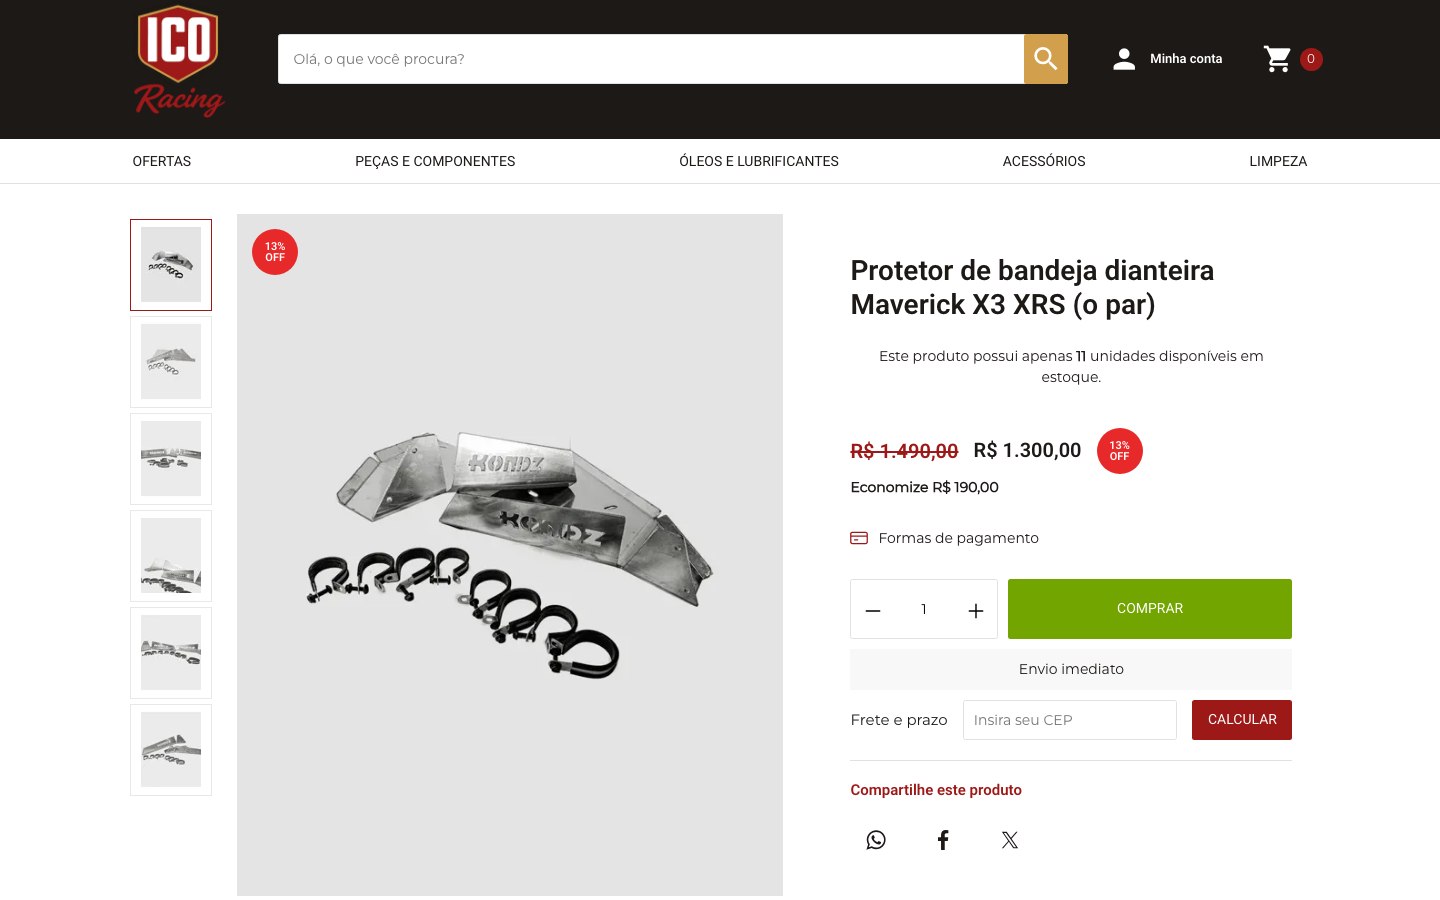 ICO
Racing
Olá, o que você procura?
Minha conta
0
OFERTAS
PEÇAS E COMPONENTES
ÓLEOS E LUBRIFICANTES
ACESSÓRIOS
LIMPEZA
13%
OFF
KONDZ
KONDZ
Protetor de bandeja dianteira
Maverick X3 XRS (o par)
Este produto possui apenas 11 unidades disponíveis em
estoque.
R$ 1.490,00 R$ 1.300,00
13%
OFF
Economize R$ 190,00
Formas de pagamento
1
COMPRAR
Envio imediato
Frete e prazo
Insira seu CEP
CALCULAR
Compartilhe este produto